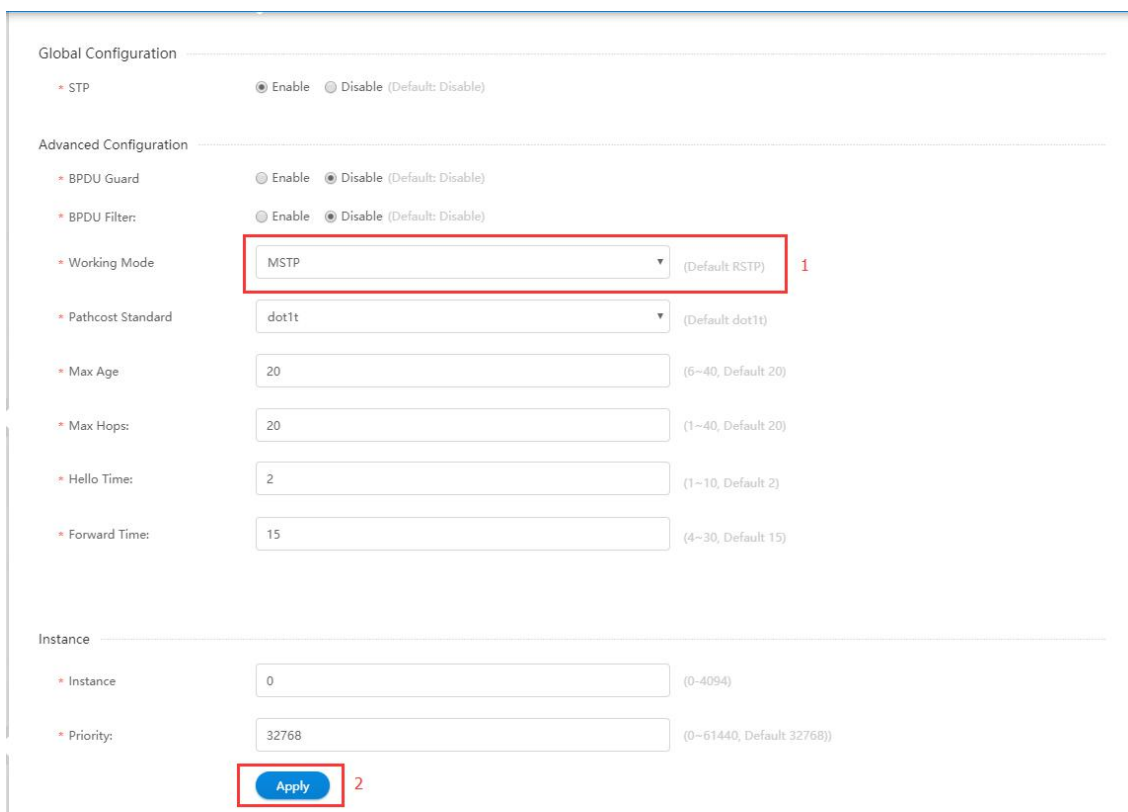 Global Configuration
* STP Enable Disable (Default: Disable)
Advanced Configuration
* BPDU Guard Enable Disable (Default: Disable)
* BPDU Filter: Enable Disable (Default: Disable)
* Working Mode MSTP (Default RSTP) 1
* Pathcost Standard dot1t (Default dot1t)
* Max Age 20 (6~40, Default 20)
* Max Hops: 20 (1~40, Default 20)
* Hello Time: 2 (1~10, Default 2)
* Forward Time: 15 (4~30, Default 15)
Instance
* Instance 0 (0-4094)
* Priority: 32768 (0~61440, Default 32768))
Apply 2